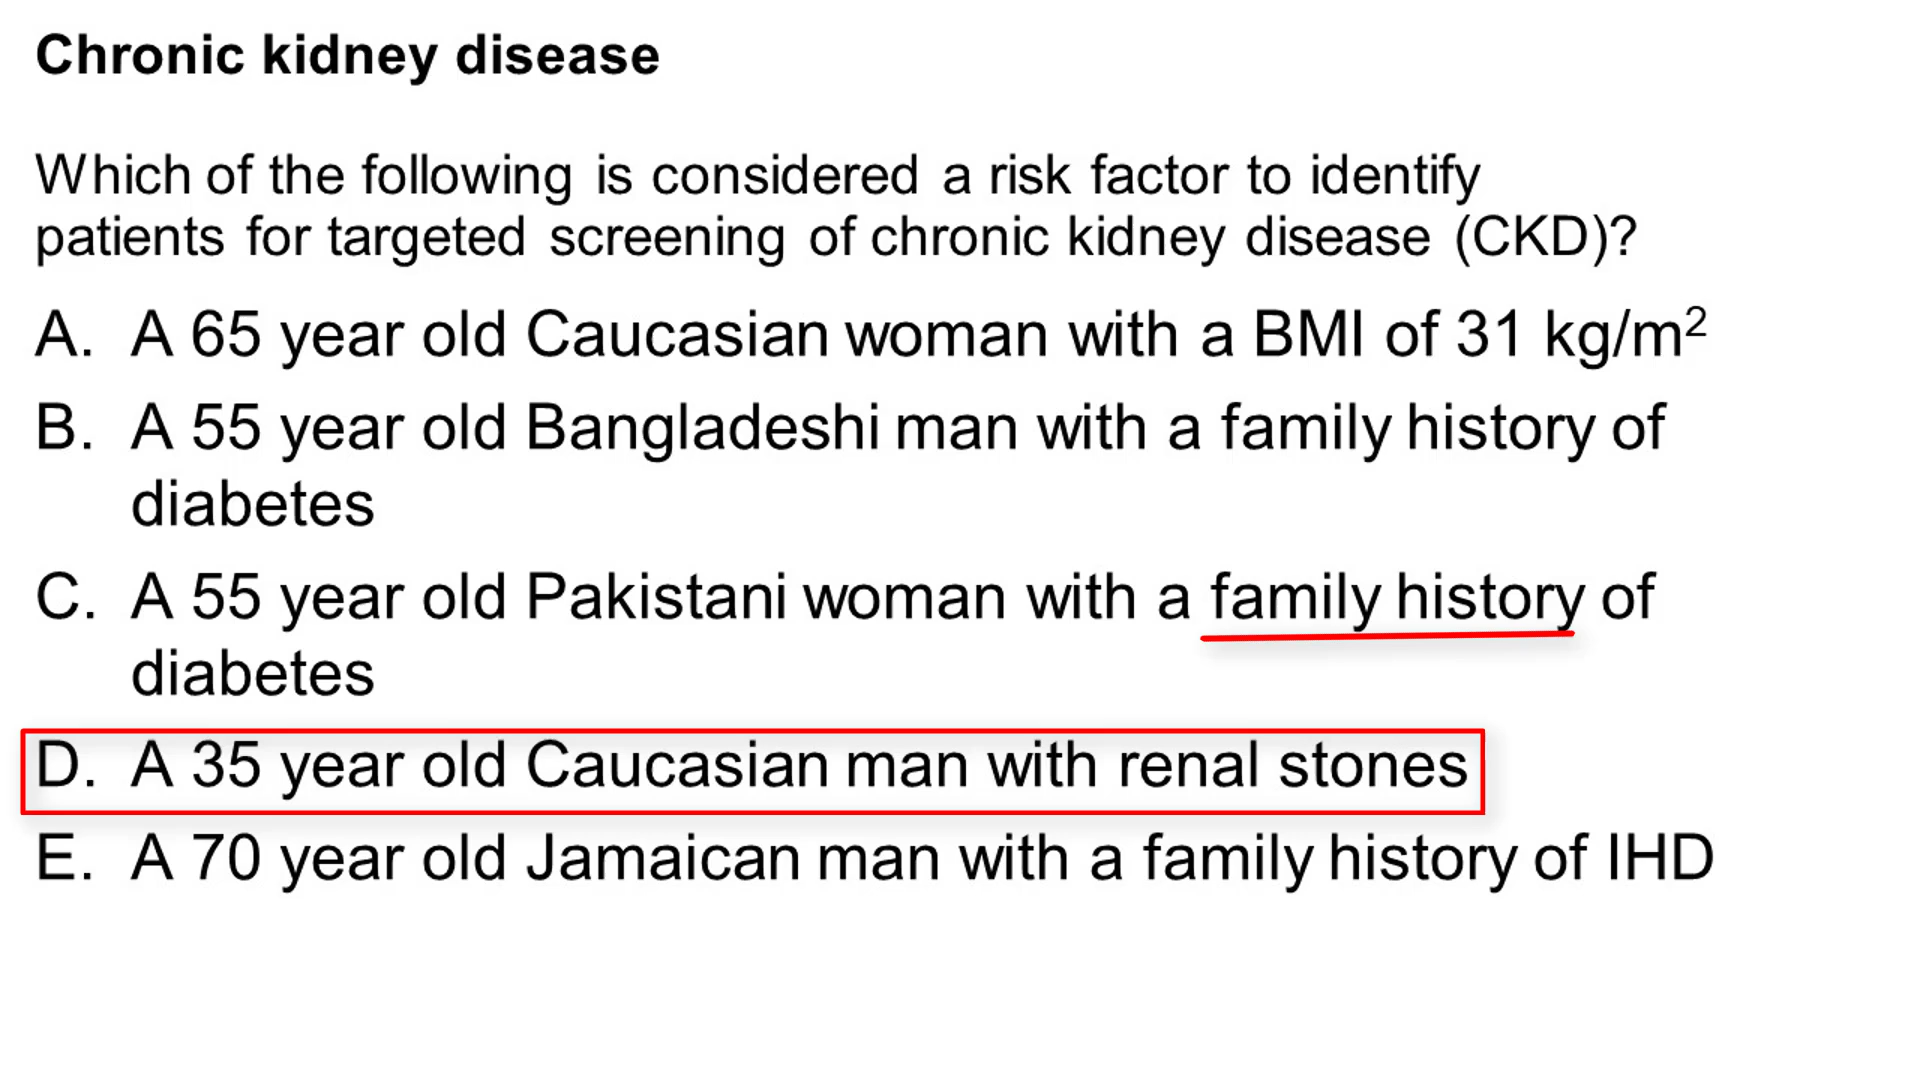 Chronic kidney disease
Which of the following is considered a risk factor to identify
patients for targeted screening of chronic kidney disease (CKD)?
A. A 65 year old Caucasian woman with a BMI of 31 kg/m²
B. A 55 year old Bangladeshi man with a family history of
diabetes
C. A 55 year old Pakistani woman with a family history of
diabetes
D. A 35 year old Caucasian man with renal stones
E. A 70 year old Jamaican man with a family history of IHD